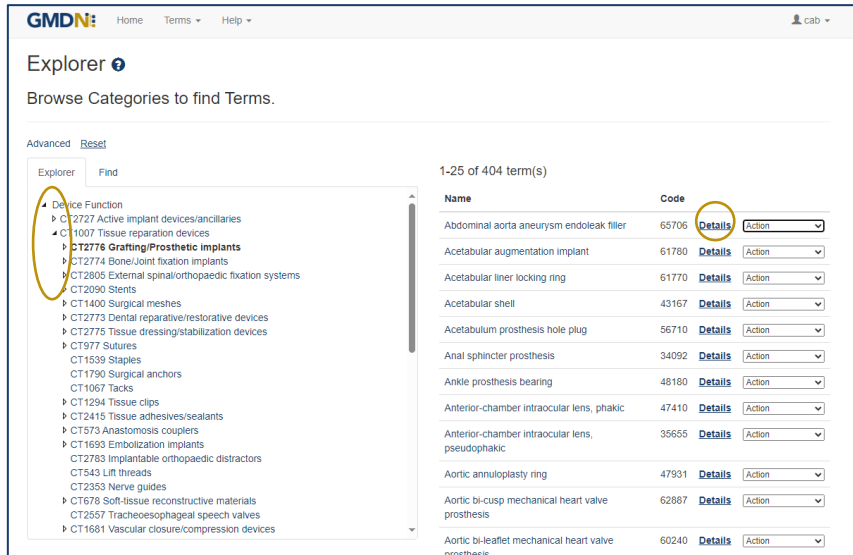 GMDN Home Terms Help cab
Explorer ?
Browse Categories to find Terms.
Advanced Reset
Explorer Find
Device Function
CT2727 Active implant devices/ancillaries
CT1007 Tissue reparation devices
CT2776 Grafting/Prosthetic implants
CT2774 Bone/Joint fixation implants
CT2805 External spinal/orthopaedic fixation systems
CT2090 Stents
CT1400 Surgical meshes
CT2773 Dental reparative/restorative devices
CT2775 Tissue dressing/stabilization devices
CT977 Sutures
CT1539 Staples
CT1790 Surgical anchors
CT1067 Tacks
CT1294 Tissue clips
CT2415 Tissue adhesives/sealants
CT573 Anastomosis couplers
CT1693 Embolization implants
CT2783 Implantable orthopaedic distractors
CT543 Lift threads
CT2353 Nerve guides
CT678 Soft-tissue reconstructive materials
CT2557 Tracheoesophageal speech valves
CT1681 Vascular closure/compression devices
1-25 of 404 term(s)
Name Code
Abdominal aorta aneurysm endoleak filler 65706 Details Action
Acetabular augmentation implant 61780 Details Action
Acetabular liner locking ring 61770 Details Action
Acetabular shell 43167 Details Action
Acetabulum prosthesis hole plug 56710 Details Action
Anal sphincter prosthesis 34092 Details Action
Ankle prosthesis bearing 48180 Details Action
Anterior-chamber intraocular lens, phakic 47410 Details Action
Anterior-chamber intraocular lens, 35655 Details Action
pseudophakic
Aortic annuloplasty ring 47931 Details Action
Aortic bi-cusp mechanical heart valve 62887 Details Action
prosthesis
Aortic bi-leaflet mechanical heart valve 60240 Details Action
prosthesis